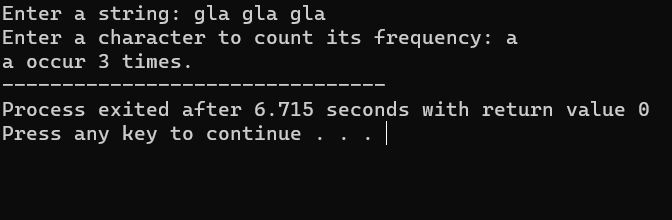 Enter a string: gla gla gla
Enter a character to count its frequency: a
a occur 3 times.
--------------------------------
Process exited after 6.715 seconds with return value 0
Press any key to continue . . .